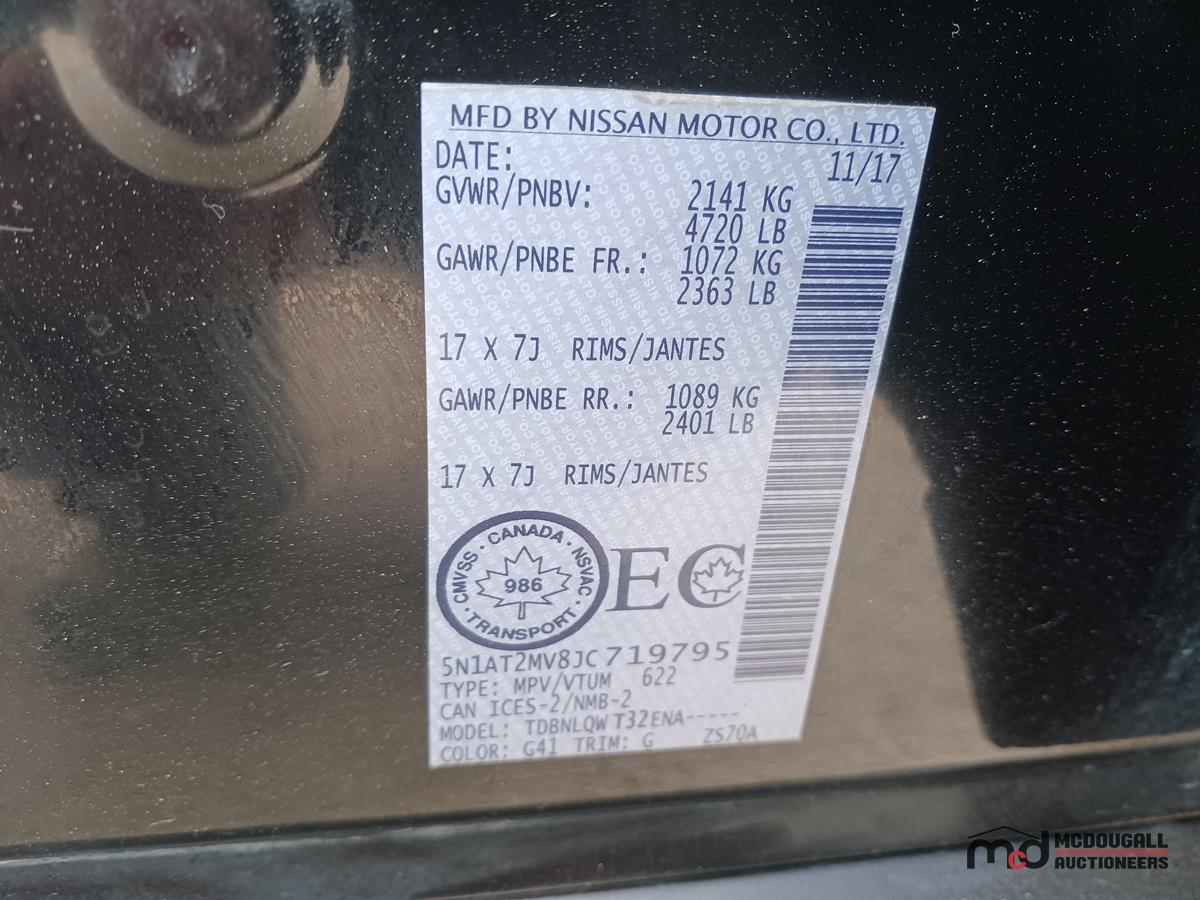 MFD BY NISSAN MOTOR CO., LTD.
DATE: 11/17
GVWR/PNBV: 2141 KG
4720 LB
GAWR/PNBE FR.: 1072 KG
2363 LB
17 X 7J RIMS/JANTES
GAWR/PNBE RR.: 1089 KG
2401 LB
17 X 7J RIMS/JANTES
CMVSS · CANADA · NSVAC · TRANSPORT ·
986
EC
5N1AT2MV8JC719795
TYPE: MPV/VTUM 622
CAN ICES-2/NMB-2
MODEL: TDBNLQW T32ENA-----
COLOR: G41 TRIM: G ZS70A
mcd MCDOUGALL
AUCTIONEERS